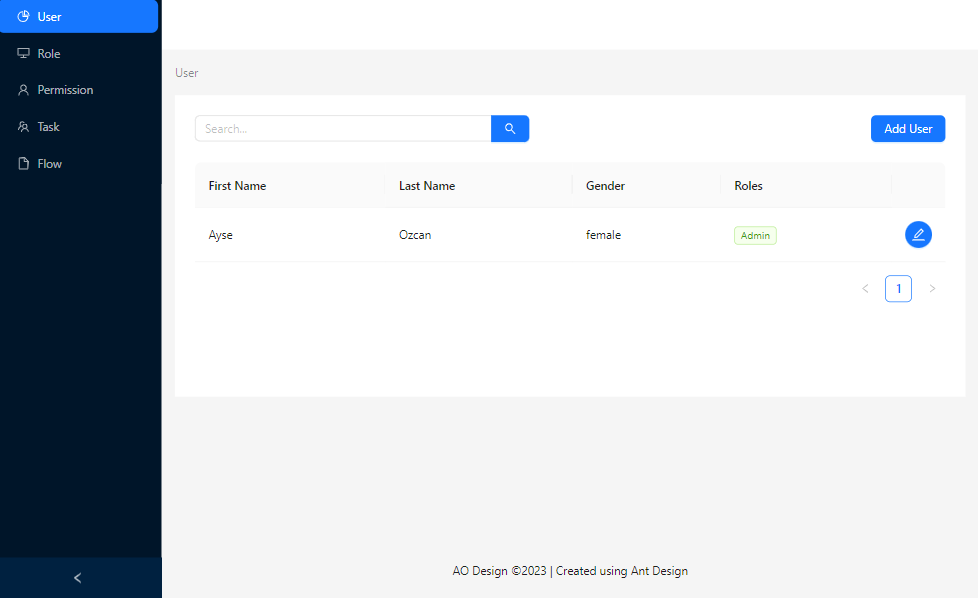 User
Role
Permission
Task
Flow
User
Search...
Add User
First Name Last Name Gender Roles
Ayse Ozcan female Admin
1
AO Design ©2023 | Created using Ant Design